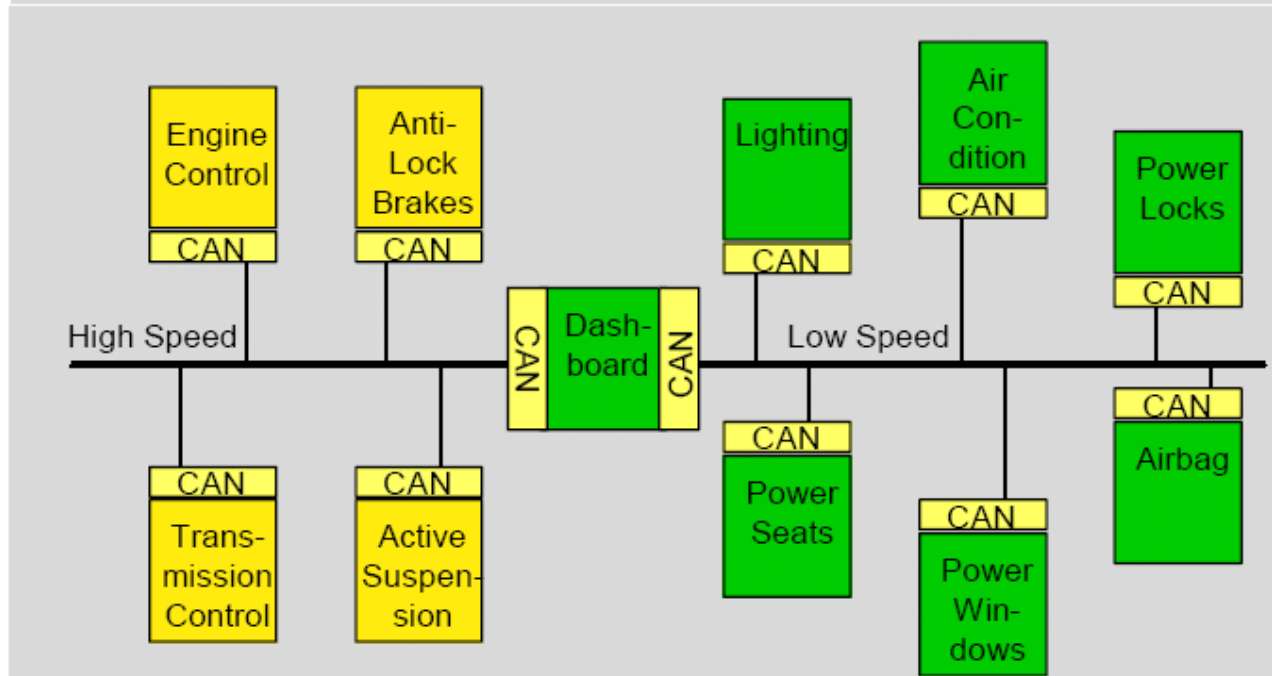 Engine
Control
CAN
Anti-
Lock
Brakes
CAN
Lighting
CAN
Air
Con-
dition
CAN
Power
Locks
CAN
High Speed
CAN
Dash-
board
CAN
Low Speed
CAN
Trans-
mission
Control
CAN
Active
Suspen-
sion
CAN
Power
Seats
CAN
Power
Win-
dows
CAN
Airbag